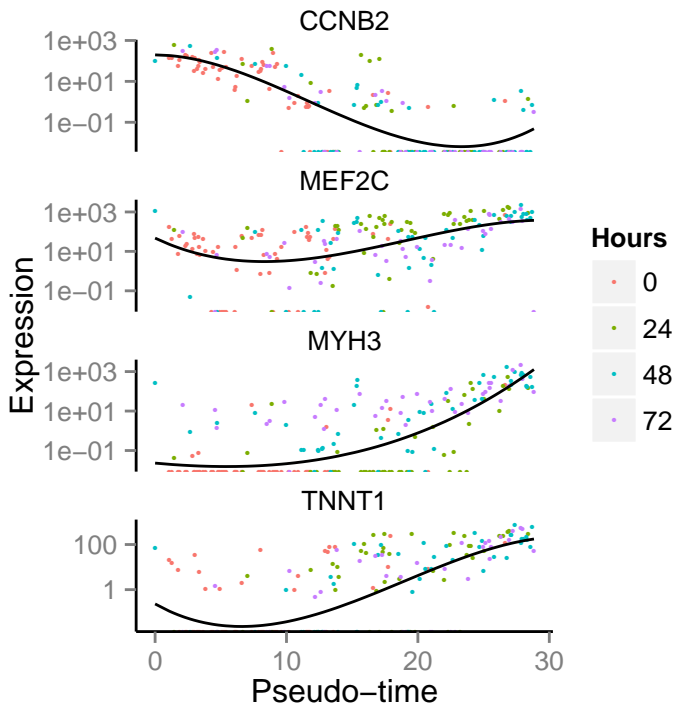 CCNB2
1e+03
1e+01
1e−01
MEF2C
1e+03
1e+01
1e−01
MYH3
1e+03
1e+01
1e−01
TNNT1
100
1
0 10 20 30
Pseudo−time
Expression
Hours
0
24
48
72